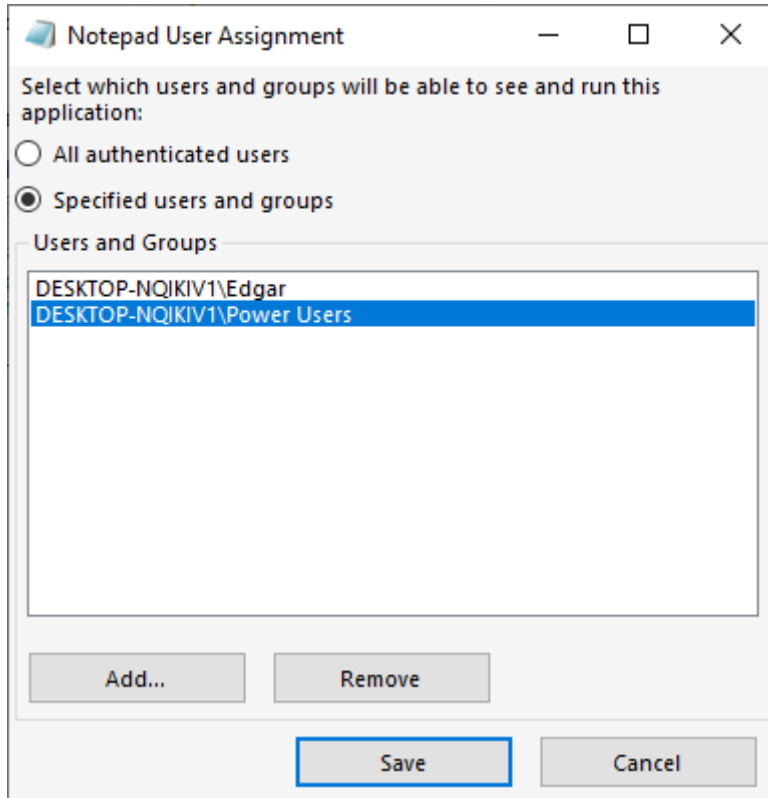 Notepad User Assignment
Select which users and groups will be able to see and run this
application:
All authenticated users
Specified users and groups
Users and Groups
DESKTOP-NQIKIV1\Edgar
DESKTOP-NQIKIV1\Power Users
Add...
Remove
Save
Cancel